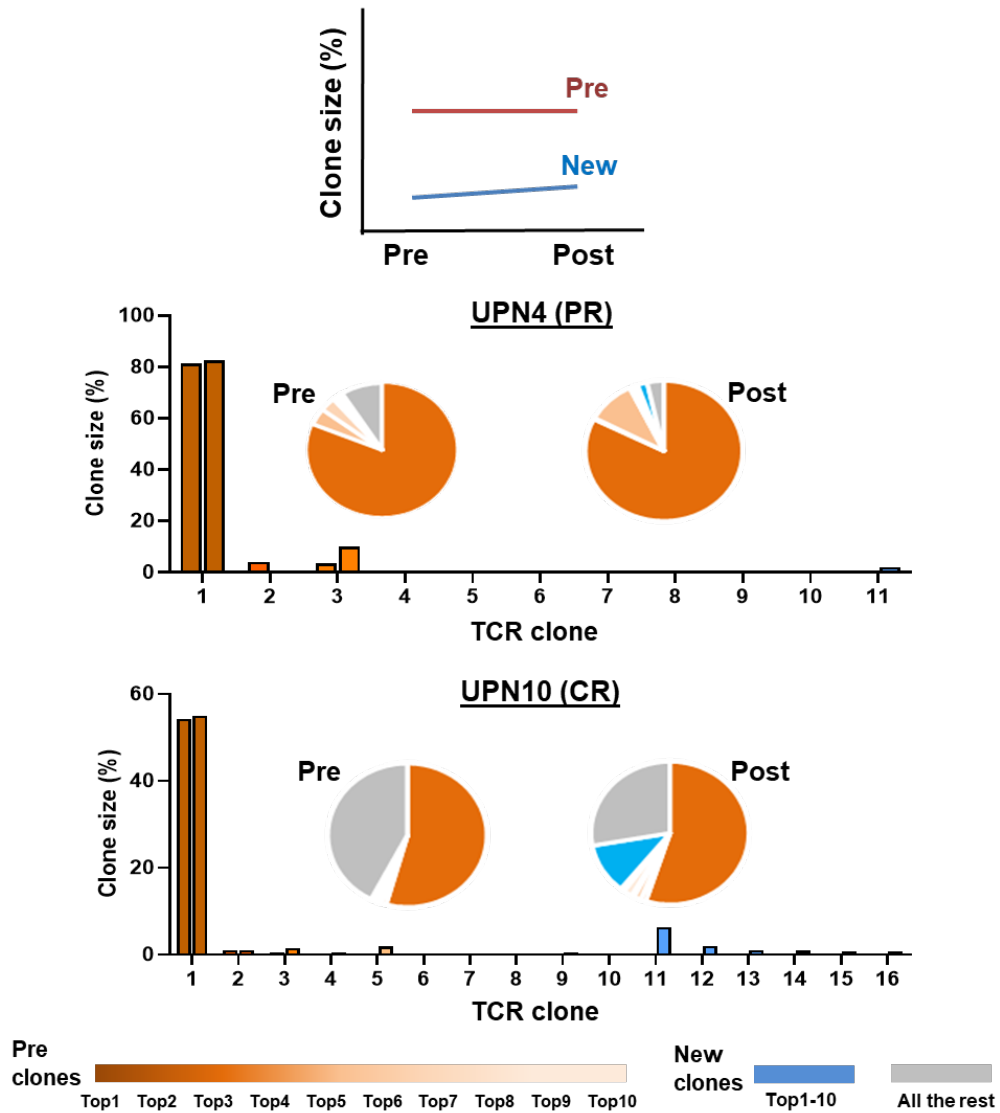 Clone size (%)
Pre
New
Pre Post
UPN4 (PR)
Clone size (%)
100
80
60
40
20
0
Pre
Post
1 2 3 4 5 6 7 8 9 10 11
TCR clone
UPN10 (CR)
Clone size (%)
60
40
20
0
Pre
Post
1 2 3 4 5 6 7 8 9 10 11 12 13 14 15 16
TCR clone
Pre
clones
Top1 Top2 Top3 Top4 Top5 Top6 Top7 Top8 Top9 Top10
New
clones
Top1-10
All the rest